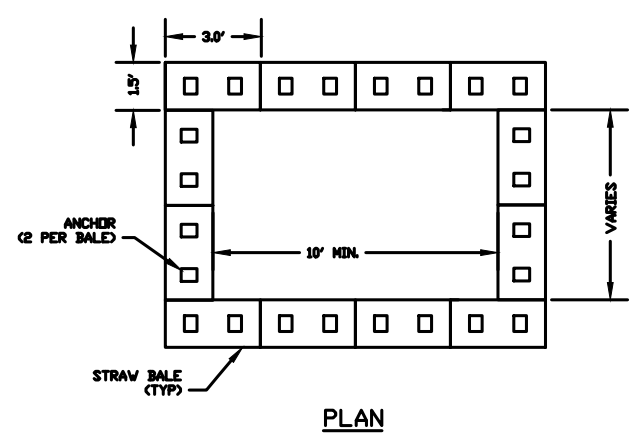 3.0'
1.5'
ANCHOR
(2 PER BALE)
10' MIN.
VARIES
STRAW BALE
(TYP)
PLAN